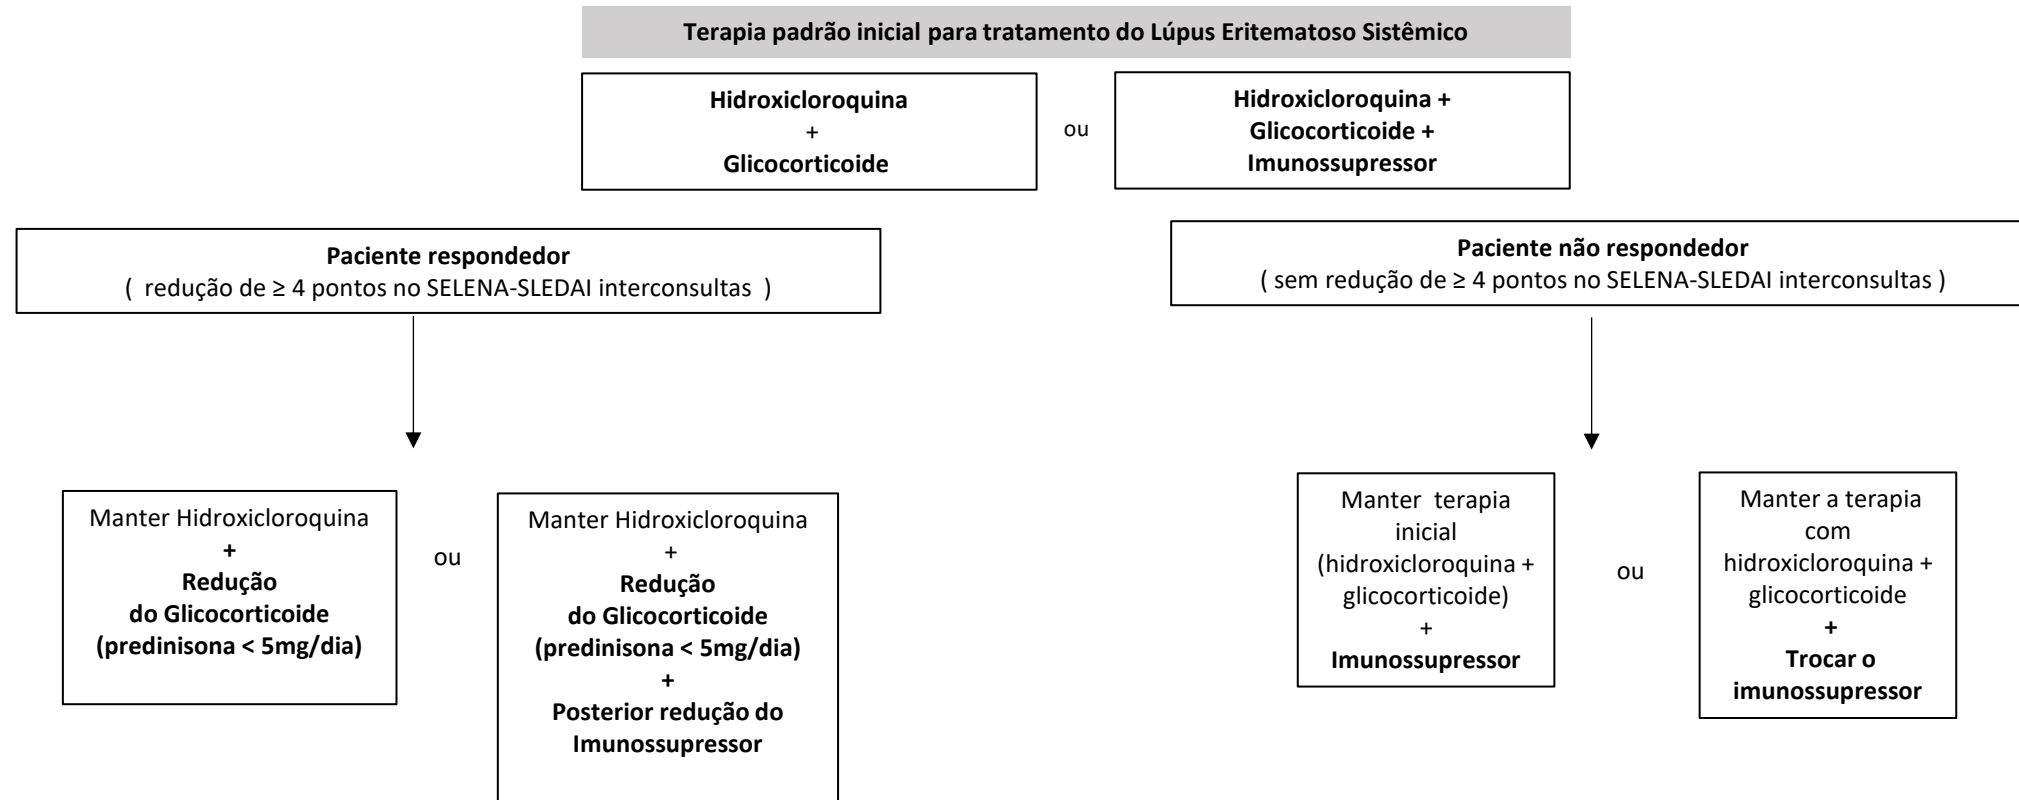 Terapia padrão inicial para tratamento do Lúpus Eritematoso Sistêmico
Hidroxicloroquina
+
Glicocorticoide
ou
Hidroxicloroquina +
Glicocorticoide +
Imunossupressor
Paciente respondedor
( redução de ≥ 4 pontos no SELENA-SLEDAI interconsultas )
Paciente não respondedor
( sem redução de ≥ 4 pontos no SELENA-SLEDAI interconsultas )
Manter Hidroxicloroquina
+
Redução
do Glicocorticoide
(predinisona < 5mg/dia)
ou
Manter Hidroxicloroquina
+
Redução
do Glicocorticoide
(predinisona < 5mg/dia)
+
Posterior redução do
Imunossupressor
Manter terapia
inicial
(hidroxicloroquina +
glicocorticoide)
+
Imunossupressor
ou
Manter a terapia
com
hidroxicloroquina +
glicocorticoide
+
Trocar o
imunossupressor